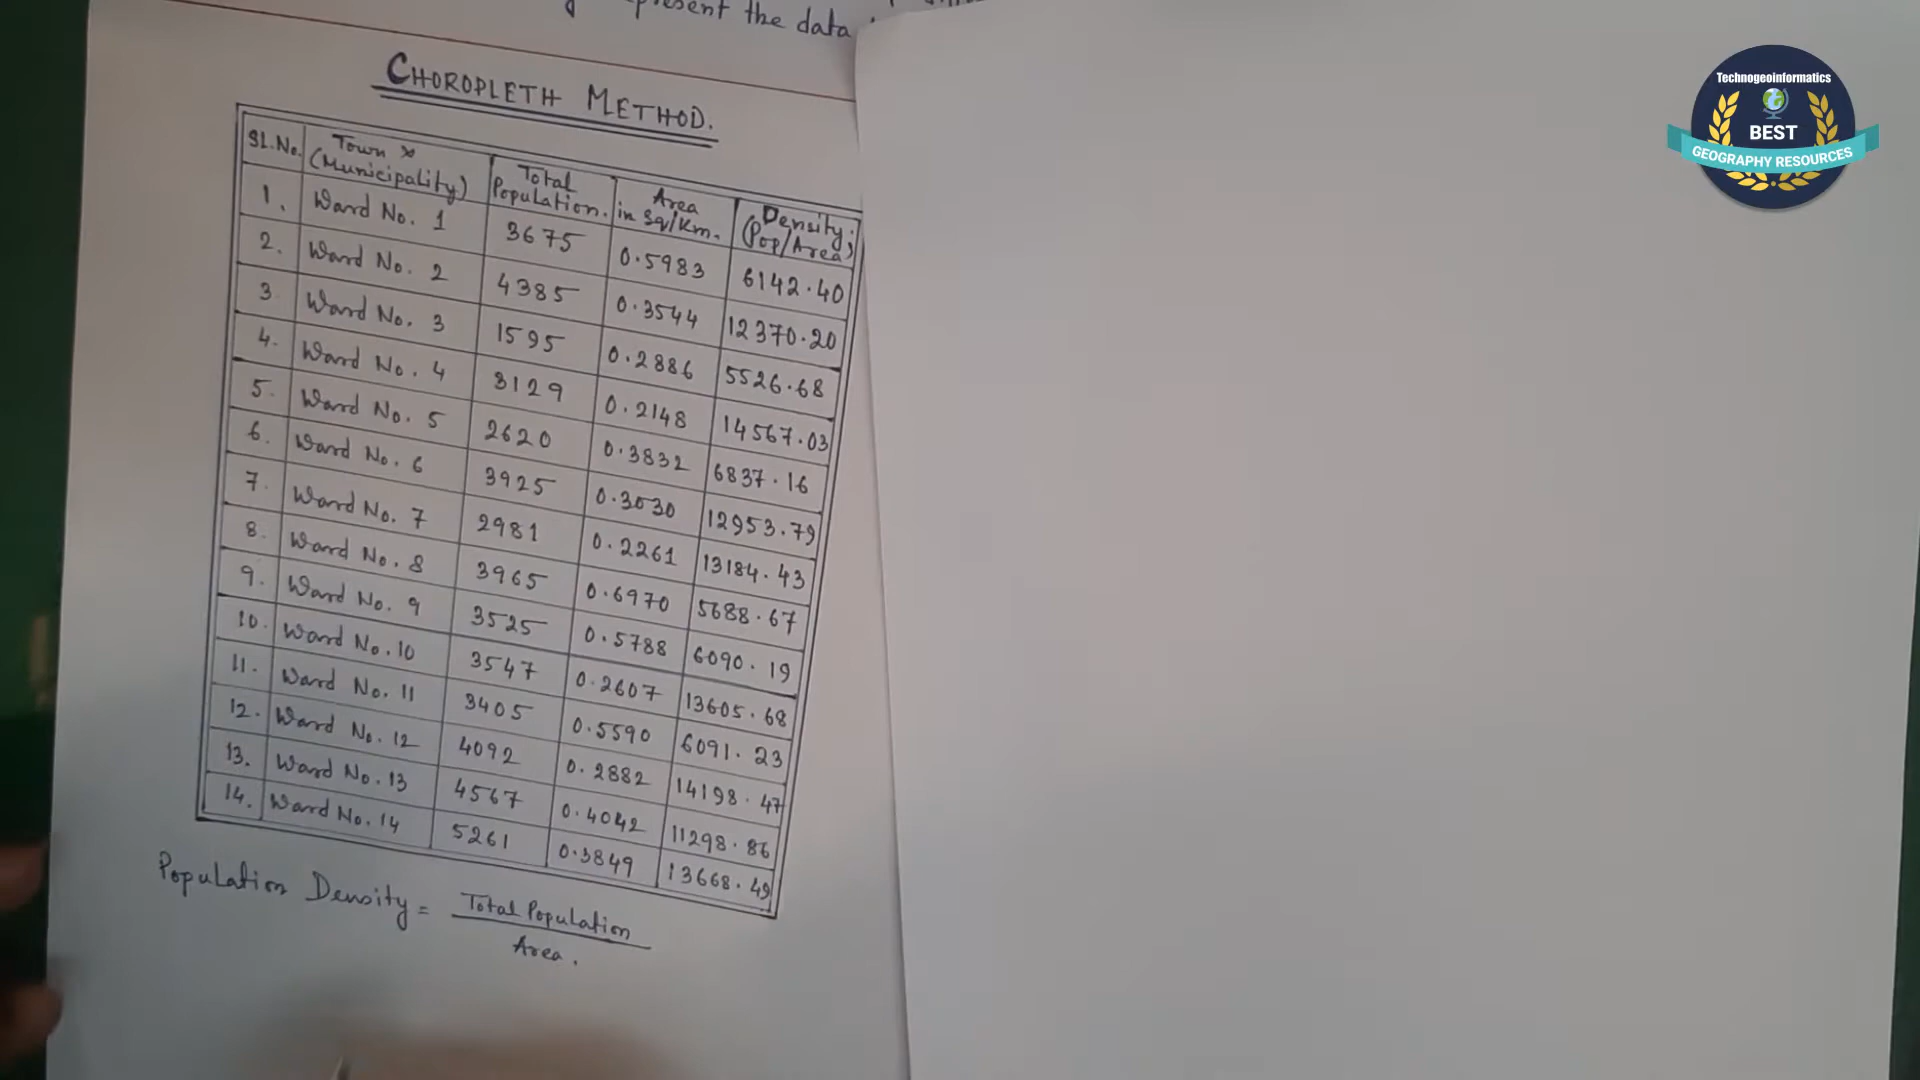 the data
CHOROPLETH METHOD.
Sl.No. Town (Municipality) Total Population. Area in Sq/Km. Density. (Pop/Area)
1. Ward No. 1 3675 0.5983 6142.40
2. Ward No. 2 4385 0.3544 12370.20
3 Ward No. 3 1595 0.2886 5526.68
4. Ward No. 4 3129 0.2148 14567.03
5. Ward No. 5 2620 0.3832 6837.16
6. Ward No. 6 3925 0.3030 12953.79
7. Ward No. 7 2981 0.2261 13184.43
8. Ward No. 8 3965 0.6970 5688.67
9. Ward No. 9 3525 0.5788 6090.19
10. Ward No. 10 3547 0.2607 13605.68
11. Ward No. 11 3405 0.5590 6091.23
12. Ward No. 12 4092 0.2882 14198.47
13. Ward No. 13 4567 0.4042 11298.86
14. Ward No. 14 5261 0.3849 13668.49
Population Density = Total Population
Area.
Technogeoinformatics
BEST
GEOGRAPHY RESOURCES